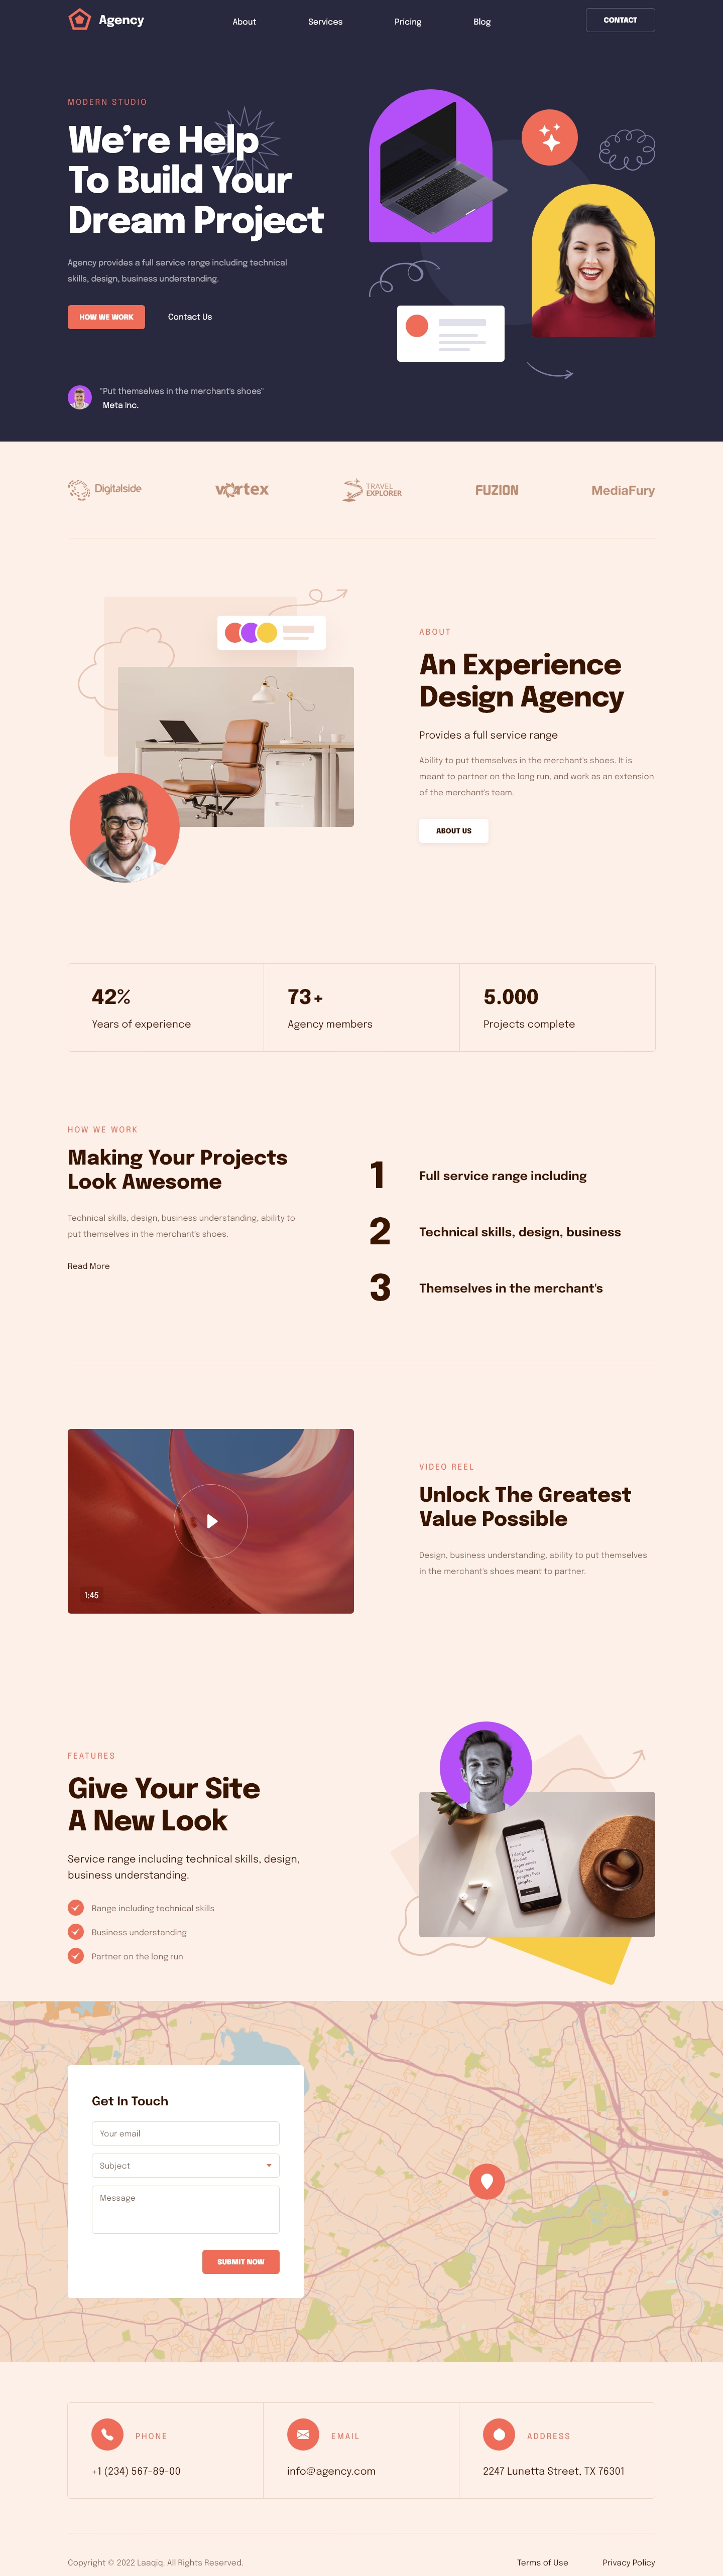 Agency
About
Services
Pricing
Blog
CONTACT
MODERN STUDIO
We're Help
To Build Your
Dream Project
Agency provides a full service range including technical
skills, design, business understanding.
HOW WE WORK
Contact Us
"Put themselves in the merchant's shoes"
Meta Inc.
Digitalside
vortex
TRAVEL
EXPLORER
FUZION
MediaFury
ABOUT
An Experience
Design Agency
Provides a full service range
Ability to put themselves in the merchant's shoes. It is
meant to partner on the long run, and work as an extension
of the merchant's team.
ABOUT US
42%
Years of experience
73+
Agency members
5.000
Projects complete
HOW WE WORK
Making Your Projects
Look Awesome
Technical skills, design, business understanding, ability to
put themselves in the merchant's shoes.
Read More
1
Full service range including
2
Technical skills, design, business
3
Themselves in the merchant's
1:45
VIDEO REEL
Unlock The Greatest
Value Possible
Design, business understanding, ability to put themselves
in the merchant's shoes meant to partner.
FEATURES
Give Your Site
A New Look
Service range including technical skills, design,
business understanding.
Range including technical skills
Business understanding
Partner on the long run
I design and
develop
experiences
that make
people's
lives simple.
Get In Touch
Your email
Subject
Message
SUBMIT NOW
PHONE
+1 (234) 567-89-00
EMAIL
info@agency.com
ADDRESS
2247 Lunetta Street, TX 76301
Copyright © 2022 Laaqiq. All Rights Reserved.
Terms of Use
Privacy Policy